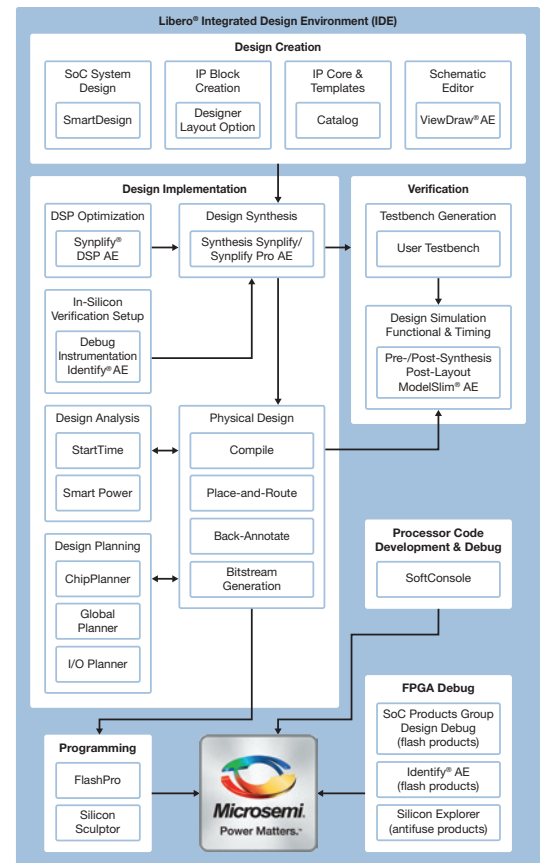 Libero® Integrated Design Environment (IDE)
Design Creation
SoC System
Design
SmartDesign
IP Block
Creation
Designer
Layout Option
IP Core &
Templates
Catalog
Schematic
Editor
ViewDraw® AE
Design Implementation
DSP Optimization
Synplify®
DSP AE
Design Synthesis
Synthesis Synplify/
Synplify Pro AE
In-Silicon
Verification Setup
Debug
Instrumentation
Identify® AE
Design Analysis
StartTime
Smart Power
Physical Design
Compile
Place-and-Route
Back-Annotate
Bitstream
Generation
Design Planning
ChipPlanner
Global
Planner
I/O Planner
Verification
Testbench Generation
User Testbench
Design Simulation
Functional & Timing
Pre-/Post-Synthesis
Post-Layout
ModelSlim® AE
Processor Code
Development & Debug
SoftConsole
Programming
FlashPro
Silicon
Sculptor
Microsemi.
Power Matters.™
FPGA Debug
SoC Products Group
Design Debug
(flash products)
Identify® AE
(flash products)
Silicon Explorer
(antifuse products)